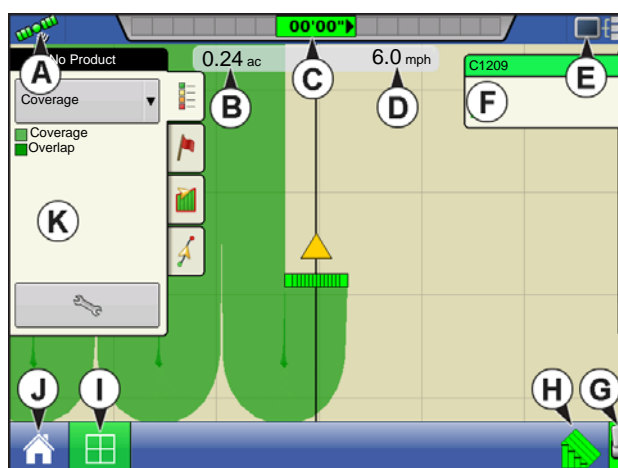 00'00"
A
No Product
0.24 ac
6.0 mph
C
E
C1209
B
D
F
Coverage
Coverage
Overlap
K
J
I
H
G